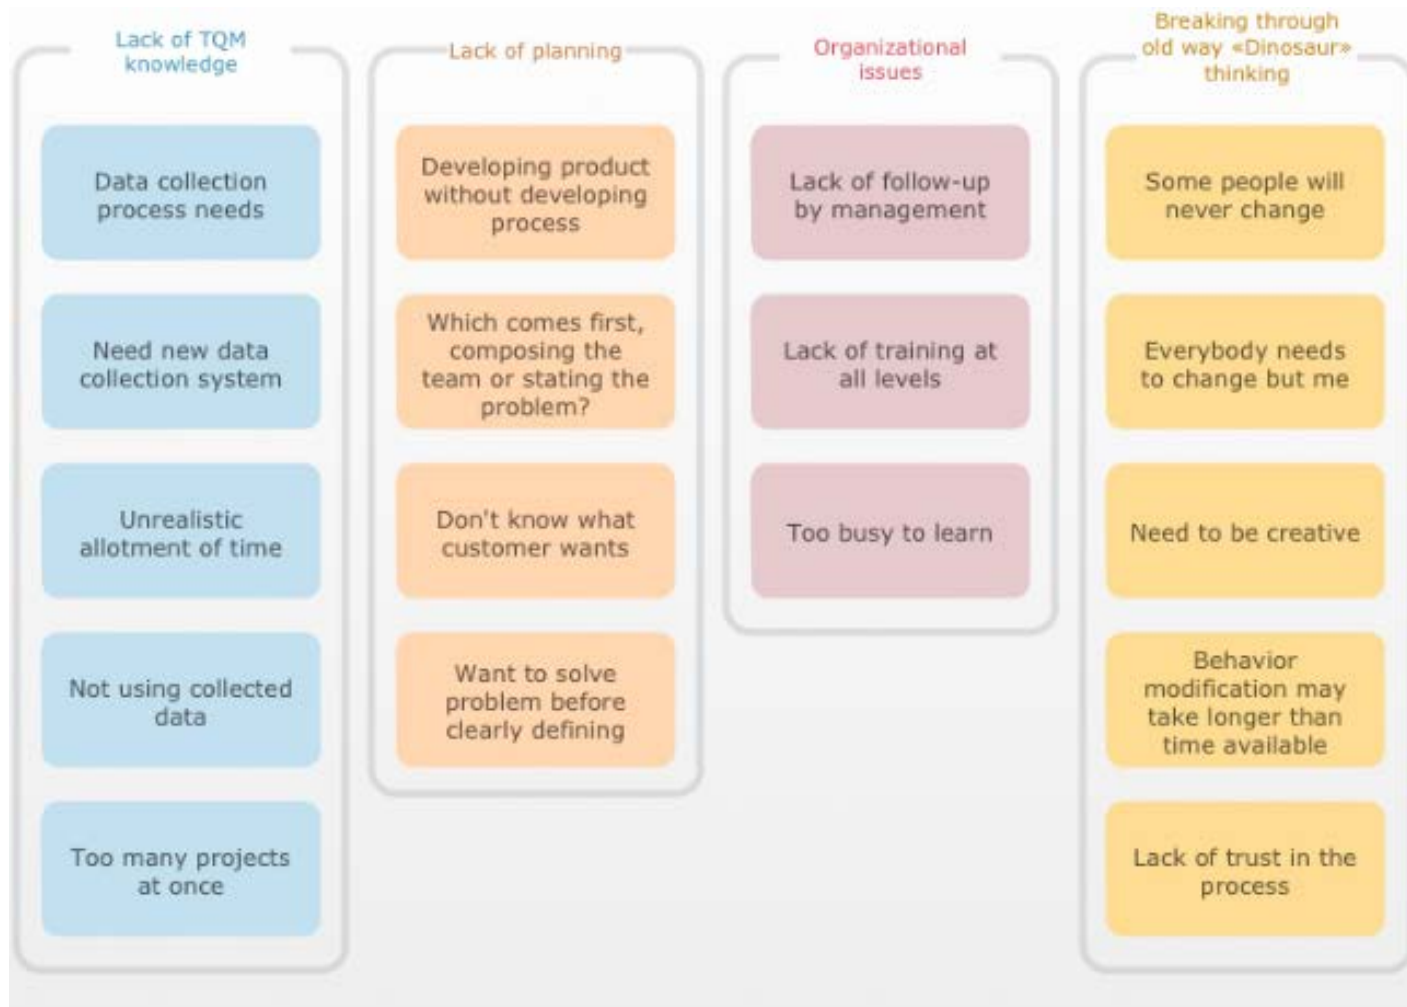 Lack of TQM
knowledge
Data collection
process needs
Need new data
collection system
Unrealistic
allotment of time
Not using collected
data
Too many projects
at once
Lack of planning
Developing product
without developing
process
Which comes first,
composing the
team or stating the
problem?
Don't know what
customer wants
Want to solve
problem before
clearly defining
Organizational
issues
Lack of follow-up
by management
Lack of training at
all levels
Too busy to learn
Breaking through
old way «Dinosaur»
thinking
Some people will
never change
Everybody needs
to change but me
Need to be creative
Behavior
modification may
take longer than
time available
Lack of trust in the
process